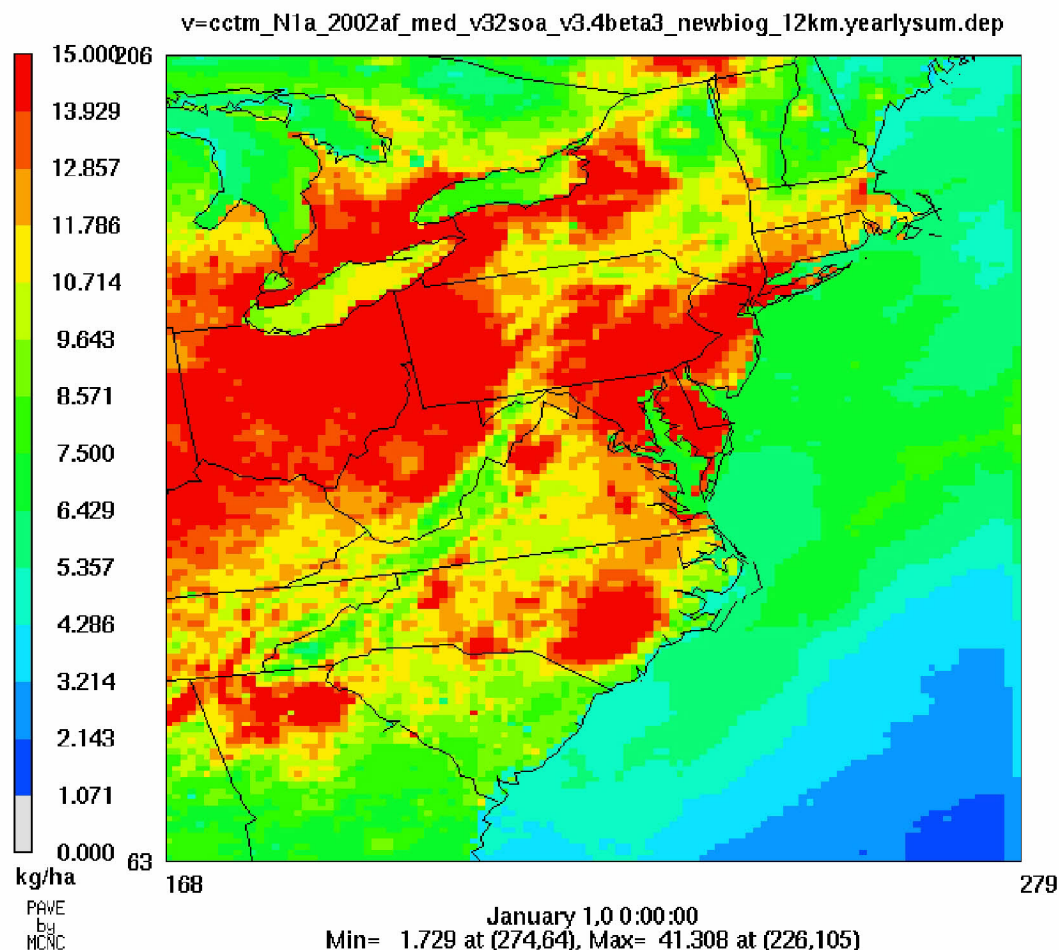 v=cctm_N1a_2002af_med_v32soa_v3.4beta3_newbiog_12km.yearlysum.dep
15.000 206
13.929
12.857
11.786
10.714
9.643
8.571
7.500
6.429
5.357
4.286
3.214
2.143
1.071
0.000 63
kg/ha 168 279
PAVE
by
MCNC
January 1,0 0:00:00
Min= 1.729 at (274,64), Max= 41.308 at (226,105)